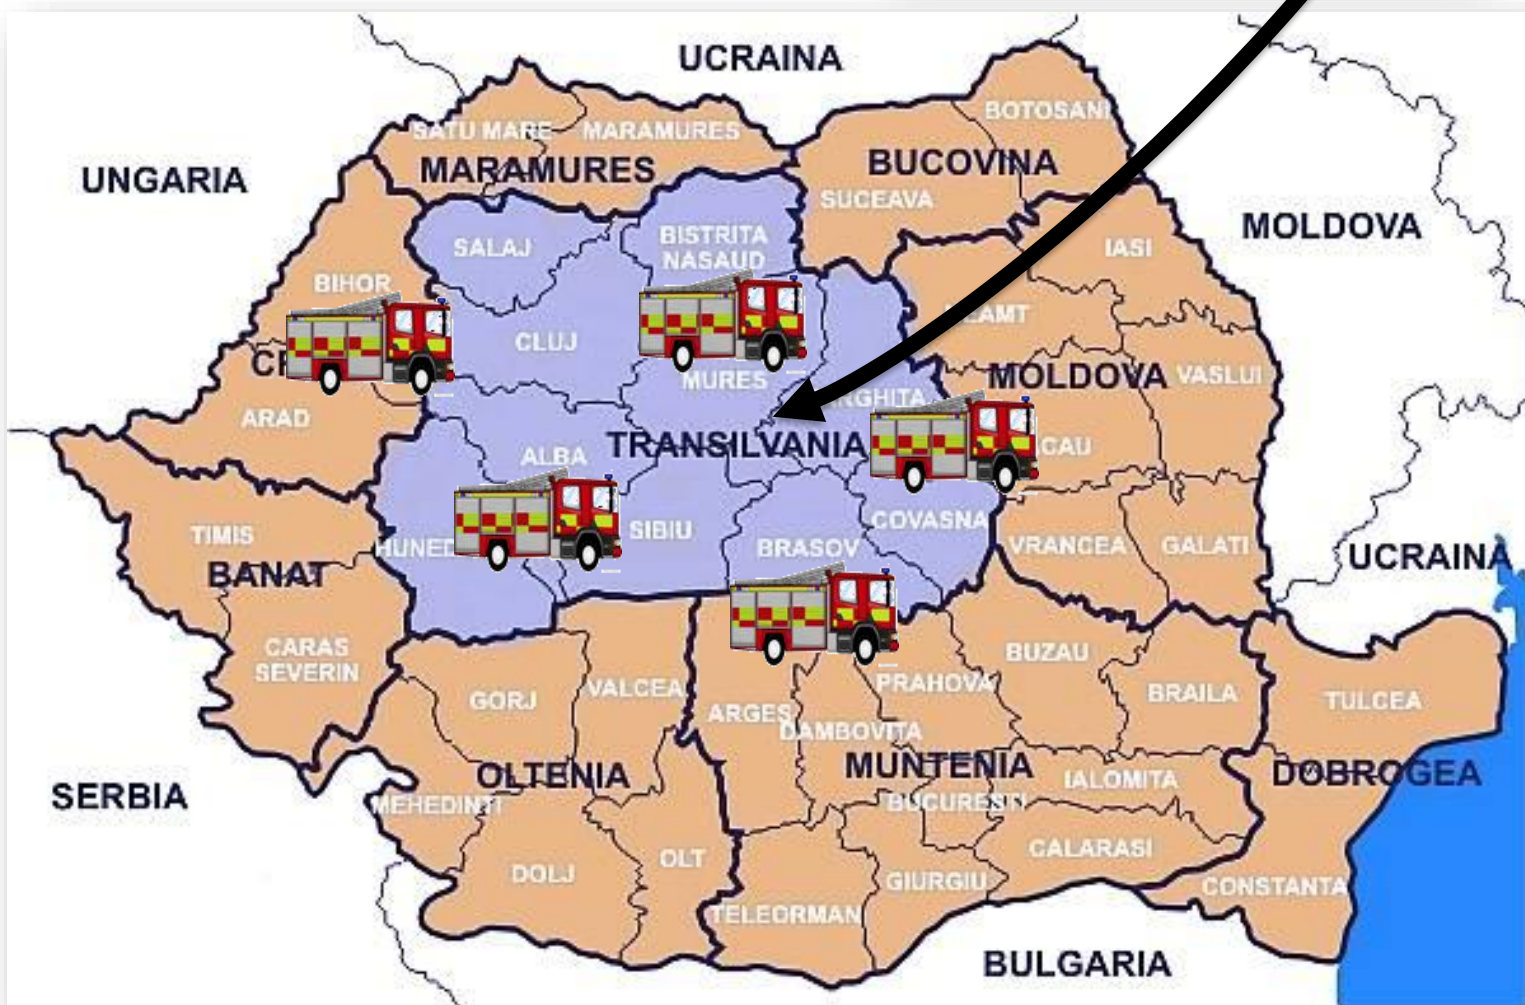 UCRAINA
BOTOSANI
SATU MARE
MARAMURES
BUCOVINA
MARAMURES
UNGARIA
SUCEAVA
MOLDOVA
SALAJ
BISTRITA
NASAUD
IASI
BIHOR
CLUJ
MURES
MOLDOVA
VASLUI
ARAD
TRANSILVANIA
ALBA
TIMIS
SIBIU
COVASNA
BRASOV
VRANCEA
GALATI
UCRAINA
BANAT
CARAS
SEVERIN
BUZAU
GORJ
VALCEA
PRAHOVA
BRAILA
TULCEA
ARGES
DAMBOVITA
SERBIA
OLTENIA
MUNTENIA
IALOMITA
DOBROGEA
MEHEDINTI
BUCURESTI
DOLJ
OLT
CALARASI
GIURGIU
CONSTANTA
TELEORMAN
BULGARIA